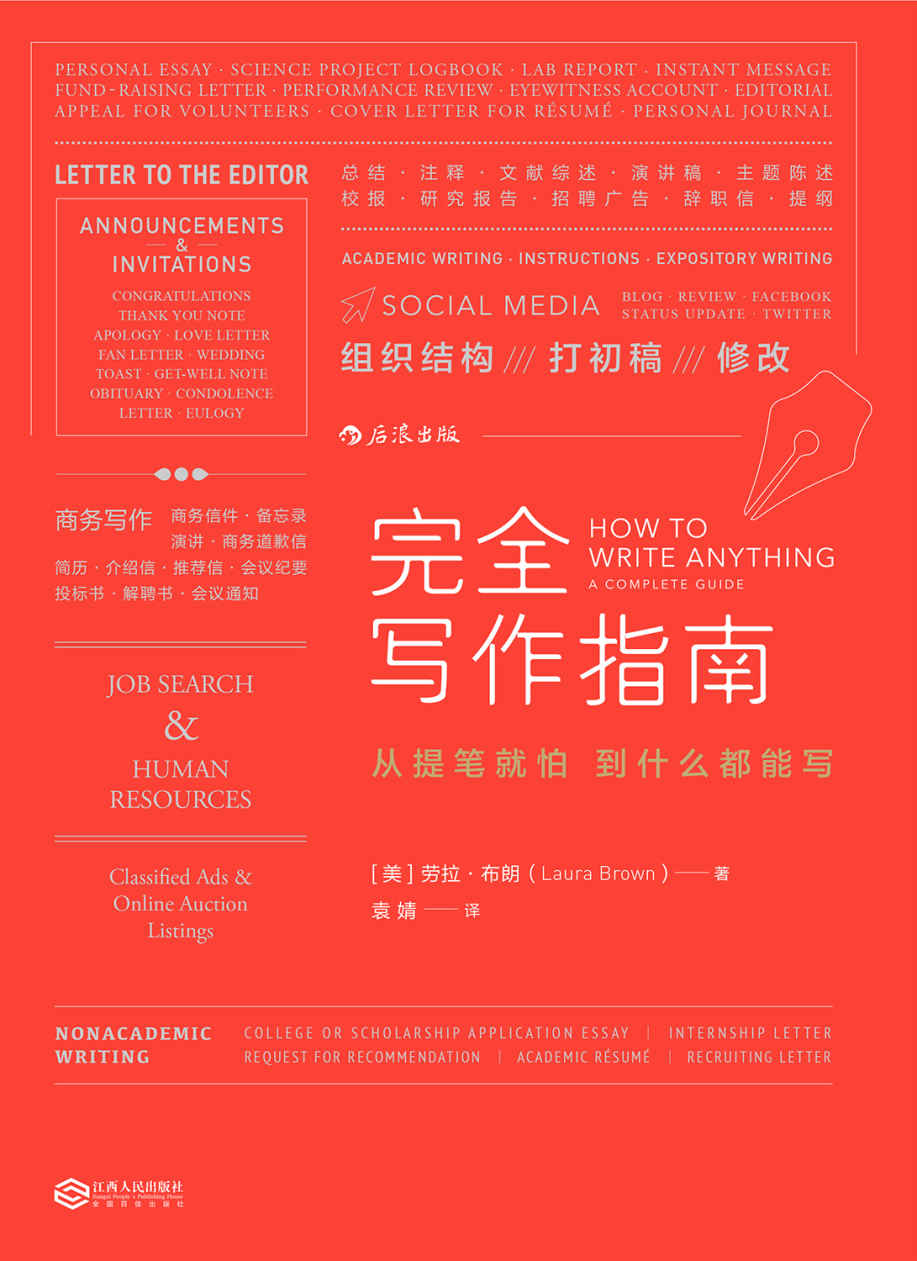 PERSONAL ESSAY · SCIENCE PROJECT LOGBOOK · LAB REPORT · INSTANT MESSAGE
FUND-RAISING LETTER · PERFORMANCE REVIEW · EYEWITNESS ACCOUNT · EDITORIAL
APPEAL FOR VOLUNTEERS · COVER LETTER FOR RÉSUMÉ · PERSONAL JOURNAL
LETTER TO THE EDITOR
ANNOUNCEMENTS
&
INVITATIONS
CONGRATULATIONS
THANK YOU NOTE
APOLOGY · LOVE LETTER
FAN LETTER · WEDDING
TOAST · GET-WELL NOTE
OBITUARY · CONDOLENCE
LETTER · EULOGY
总结 · 注释 · 文献综述 · 演讲稿 · 主题陈述
校报 · 研究报告 · 招聘广告 · 辞职信 · 提纲
ACADEMIC WRITING · INSTRUCTIONS · EXPOSITORY WRITING
SOCIAL MEDIA
BLOG · REVIEW · FACEBOOK
STATUS UPDATE · TWITTER
组织结构 /// 打初稿 /// 修改
后浪出版
商务写作
商务信件 · 备忘录
演讲 · 商务道歉信
简历 · 介绍信 · 推荐信 · 会议纪要
投标书 · 解聘书 · 会议通知
JOB SEARCH
&
HUMAN
RESOURCES
Classified Ads &
Online Auction
Listings
完全
HOW TO
WRITE ANYTHING
A COMPLETE GUIDE
写作指南
从提笔就怕 到什么都能写
[美] 劳拉·布朗（Laura Brown）——著
袁婧——译
NONACADEMIC
WRITING
COLLEGE OR SCHOLARSHIP APPLICATION ESSAY | INTERNSHIP LETTER
REQUEST FOR RECOMMENDATION | ACADEMIC RÉSUMÉ | RECRUITING LETTER
江西人民出版社
Jiangxi People's Publishing House
全国百佳出版社